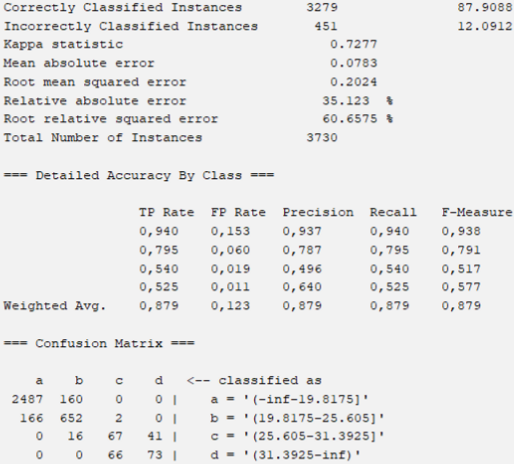 Correctly Classified Instances 3279 87.9088
Incorrectly Classified Instances 451 12.0912
Kappa statistic 0.7277
Mean absolute error 0.0783
Root mean squared error 0.2024
Relative absolute error 35.123 %
Root relative squared error 60.6575 %
Total Number of Instances 3730
=== Detailed Accuracy By Class ===
TP Rate FP Rate Precision Recall F-Measure
0,940 0,153 0,937 0,940 0,938
0,795 0,060 0,787 0,795 0,791
0,540 0,019 0,496 0,540 0,517
0,525 0,011 0,640 0,525 0,577
Weighted Avg. 0,879 0,123 0,879 0,879 0,879
=== Confusion Matrix ===
a b c d <-- classified as
2487 160 0 0 | a = '(-inf-19.8175]'
166 652 2 0 | b = '(19.8175-25.605]'
0 16 67 41 | c = '(25.605-31.3925]'
0 0 66 73 | d = '(31.3925-inf)'